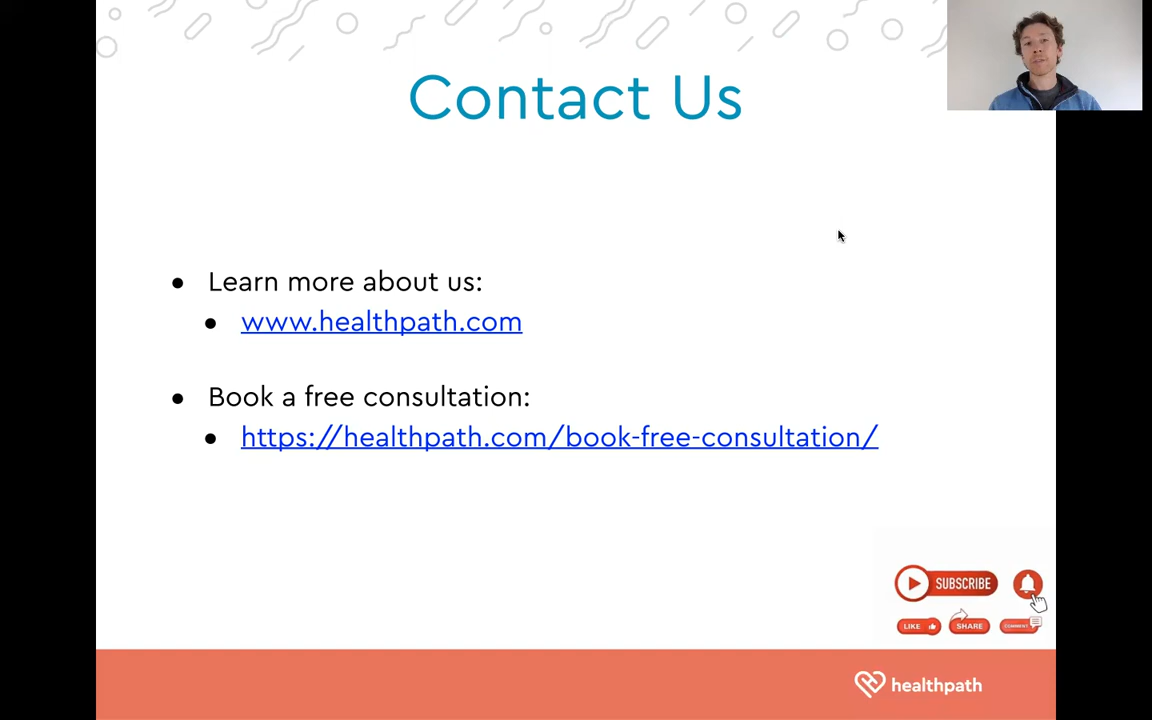 Contact Us
Learn more about us:
www.healthpath.com
Book a free consultation:
https://healthpath.com/book-free-consultation/
SUBSCRIBE
LIKE
SHARE
COMMENT
healthpath